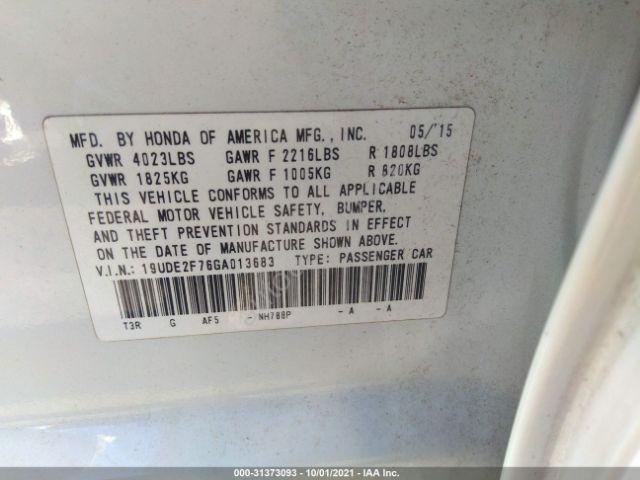 MFD. BY HONDA OF AMERICA MFG., INC. 05/'15
GVWR 4023LBS GAWR F 2216LBS R 1808LBS
GVWR 1825KG GAWR F 1005KG R 820KG
THIS VEHICLE CONFORMS TO ALL APPLICABLE
FEDERAL MOTOR VEHICLE SAFETY, BUMPER,
AND THEFT PREVENTION STANDARDS IN EFFECT
ON THE DATE OF MANUFACTURE SHOWN ABOVE.
V.I.N.: 19UDE2F76GA013683 TYPE: PASSENGER CAR
T3R G AF5 - NH788P - A - A
000-31373093 - 10/01/2021 - IAA Inc.